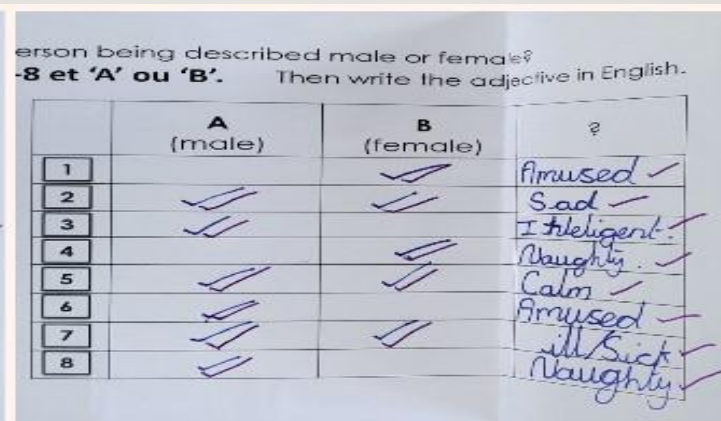 erson being described male or female?
-8 et ‘A’ ou ‘B’. Then write the adjective in English.
A B ?
(male) (female)
1 Amused
2 Sad
3 Inteligent.
4 Naughty.
5 Calm
6 Amused
7 ill/Sick
8 Naughty